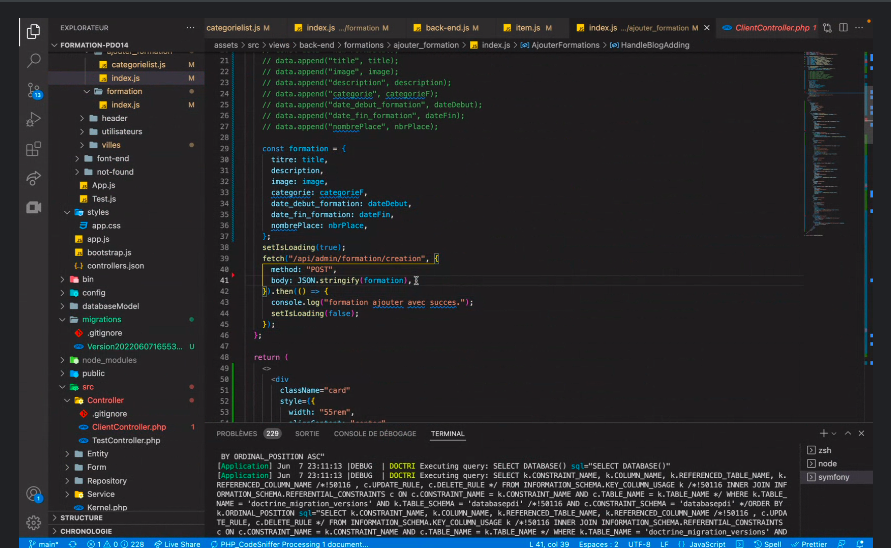 EXPLORATEUR
FORMATION-PDO14
ajouter_formation
categorielist.js M
index.js M
formation
index.js M
header
utilisateurs
villes
font-end
not-found
App.js
Test.js
styles
app.css
app.js
bootstrap.js
controllers.json
bin
config
databaseModel
migrations
.gitignore
Version20220607165553... U
node_modules
public
src
Controller
.gitignore
ClientController.php 1
TestController.php
Entity
Form
Repository
Service
Kernel.php
STRUCTURE
CHRONOLOGIE
13
1
categorielist.js M
index.js .../formation M
back-end.js M
item.js M
index.js .../ajouter_formation M
ClientController.php 1
assets > src > views > back-end > formations > ajouter_formation > index.js > AjouterFormations > HandleBlogAdding
21 // data.append("title", title);
22 // data.append("image", image);
23 // data.append("description", description);
24 // data.append("categorie", categorieF);
25 // data.append("date_debut_formation", dateDebut);
26 // data.append("date_fin_formation", dateFin);
27 // data.append("nombrePlace", nbrPlace);
28
29 const formation = {
30 titre: title,
31 description,
32 image: image,
33 categorie: categorieF,
34 date_debut_formation: dateDebut,
35 date_fin_formation: dateFin,
36 nombrePlace: nbrPlace,
37 };
38 setIsLoading(true);
39 fetch("/api/admin/formation/creation", {
40 method: "POST",
41 body: JSON.stringify(formation),
42 }).then(() => {
43 console.log("formation ajouter avec succes.");
44 setIsLoading(false);
45 });
46 };
47
48 return (
49 <>
50 <div
51 className="card"
52 style={{
53 width: "55rem",
PROBLÈMES 229 SORTIE CONSOLE DE DÉBOGAGE TERMINAL
zsh
node
symfony
BY ORDINAL_POSITION ASC"
[Application] Jun 7 23:11:13 |DEBUG | DOCTRI Executing query: SELECT DATABASE() sql="SELECT DATABASE()"
[Application] Jun 7 23:11:13 |DEBUG | DOCTRI Executing query: SELECT k.CONSTRAINT_NAME, k.COLUMN_NAME, k.REFERENCED_TABLE_NAME, k.
REFERENCED_COLUMN_NAME /*!50116 , c.UPDATE_RULE, c.DELETE_RULE */ FROM INFORMATION_SCHEMA.KEY_COLUMN_USAGE k /*!50116 INNER JOIN INF
ORMATION_SCHEMA.REFERENTIAL_CONSTRAINTS c ON c.CONSTRAINT_NAME = k.CONSTRAINT_NAME AND c.TABLE_NAME = k.TABLE_NAME */ WHERE k.TABLE_
NAME = 'doctrine_migration_versions' AND k.TABLE_SCHEMA = 'databasepdi' /*!50116 AND c.CONSTRAINT_SCHEMA = 'databasepdi' */ORDER BY
k.ORDINAL_POSITION sql="SELECT k.CONSTRAINT_NAME, k.COLUMN_NAME, k.REFERENCED_TABLE_NAME, k.REFERENCED_COLUMN_NAME /*!50116 , c.UPDA
TE_RULE, c.DELETE_RULE */ FROM INFORMATION_SCHEMA.KEY_COLUMN_USAGE k /*!50116 INNER JOIN INFORMATION_SCHEMA.REFERENTIAL_CONSTRAINTS
c ON c.CONSTRAINT_NAME = k.CONSTRAINT_NAME AND c.TABLE_NAME = k.TABLE_NAME */ WHERE k.TABLE_NAME = 'doctrine_migration_versions' AND
main* 1 0 228 Live Share PHP_CodeSniffer Processing 1 document... L 41, col 39 Espaces : 2 UTF-8 LF JavaScript Spell Prettier